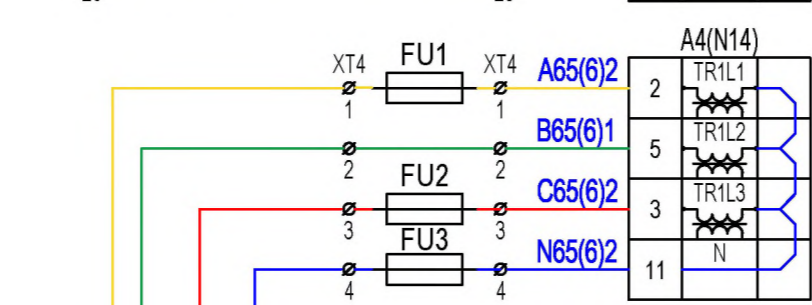 A4(N14)
XT4 FU1 XT4 A65(6)2 2 TR1L1
1 1
B65(6)1 5 TR1L2
2 2
FU2 C65(6)2 3 TR1L3
3 3
FU3 N65(6)2 11 N
4 4